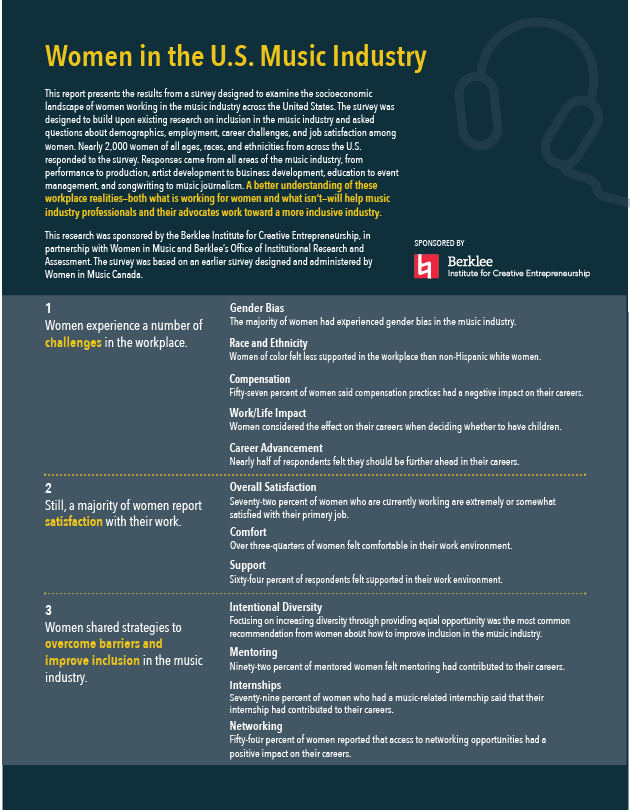 Women in the U.S. Music Industry
This report presents the results from a survey designed to examine the socioeconomic
landscape of women working in the music industry across the United States. The survey was
designed to build upon existing research on inclusion in the music industry and asked
questions about demographics, employment, career challenges, and job satisfaction among
women. Nearly 2,000 women of all ages, races, and ethnicities from across the U.S.
responded to the survey. Responses came from all areas of the music industry, from
performance to production, artist development to business development, education to event
management, and songwriting to music journalism. A better understanding of these
workplace realities–both what is working for women and what isn't–will help music
industry professionals and their advocates work toward a more inclusive industry.
This research was sponsored by the Berklee Institute for Creative Entrepreneurship, in
partnership with Women in Music and Berklee's Office of Institutional Research and
Assessment. The survey was based on an earlier survey designed and administered by
Women in Music Canada.
SPONSORED BY
Berklee
Institute for Creative Entrepreneurship
1
Women experience a number of
challenges in the workplace.
Gender Bias
The majority of women had experienced gender bias in the music industry.
Race and Ethnicity
Women of color felt less supported in the workplace than non-Hispanic white women.
Compensation
Fifty-seven percent of women said compensation practices had a negative impact on their careers.
Work/Life Impact
Women considered the effect on their careers when deciding whether to have children.
Career Advancement
Nearly half of respondents felt they should be further ahead in their careers.
2
Still, a majority of women report
satisfaction with their work.
Overall Satisfaction
Seventy-two percent of women who are currently working are extremely or somewhat
satisfied with their primary job.
Comfort
Over three-quarters of women felt comfortable in their work environment.
Support
Sixty-four percent of respondents felt supported in their work environment.
3
Women shared strategies to
overcome barriers and
improve inclusion in the music
industry.
Intentional Diversity
Focusing on increasing diversity through providing equal opportunity was the most common
recommendation from women about how to improve inclusion in the music industry.
Mentoring
Ninety-two percent of mentored women felt mentoring had contributed to their careers.
Internships
Seventy-nine percent of women who had a music-related internship said that their
internship had contributed to their careers.
Networking
Fifty-four percent of women reported that access to networking opportunities had a
positive impact on their careers.